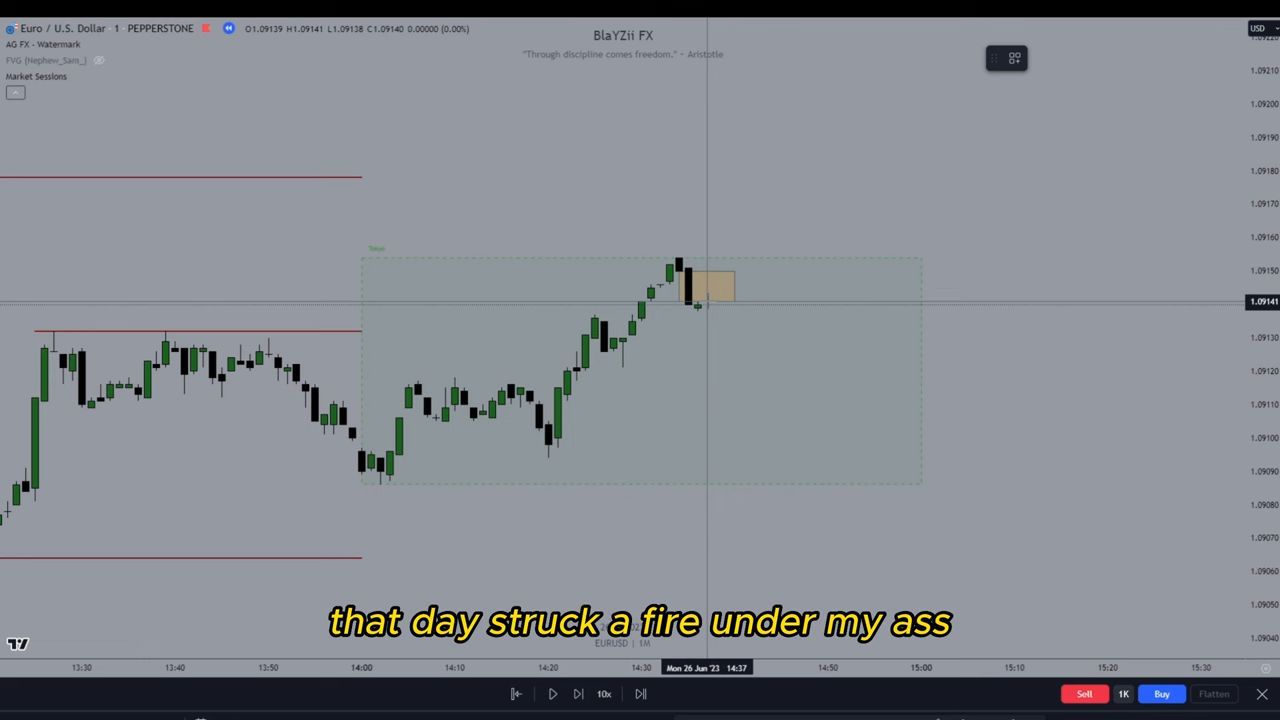 Euro / U.S. Dollar · 1 · PEPPERSTONE O1.09139 H1.09141 L1.09138 C1.09140 0.00000 (0.00%)
AG FX - Watermark
FVG (Nephew_Sam_)
Market Sessions
BlaYZii FX
"Through discipline comes freedom." - Aristotle
USD
1.09210
1.09200
1.09190
1.09180
1.09170
1.09160
1.09150
1.09141
1.09130
1.09120
1.09110
1.09100
1.09090
1.09080
1.09070
1.09060
1.09050
1.09040
Tokyo
that day struck a fire under my ass
EURUSD | 1M
13:30 13:40 13:50 14:00 14:10 14:20 14:30 Mon 26 Jun '23 14:37 14:50 15:00 15:10 15:20 15:30
10x
Sell 1K Buy Flatten